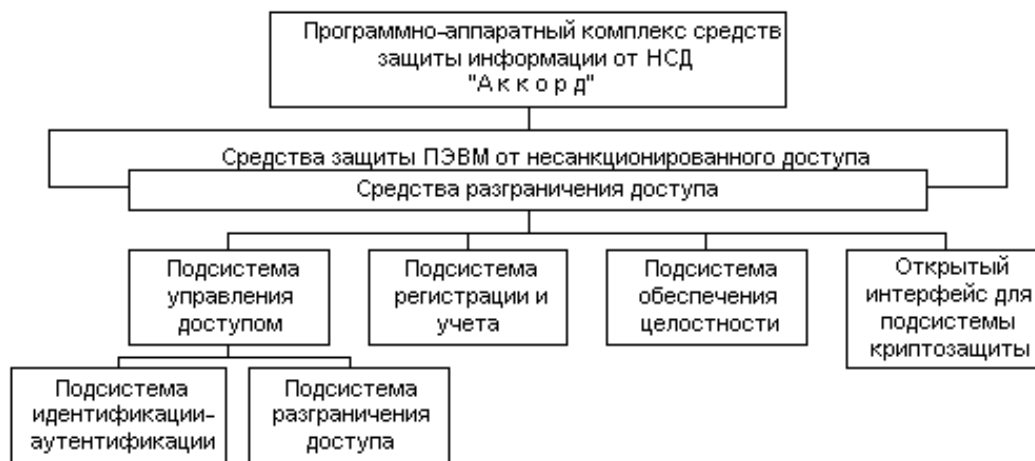 Программно-аппаратный комплекс средств
защиты информации от НСД
"А к к о р д"
Средства защиты ПЭВМ от несанкционированного доступа
Средства разграничения доступа
Подсистема
управления
доступом
Подсистема
регистрации и
учета
Подсистема
обеспечения
целостности
Открытый
интерфейс для
подсистемы
криптозащиты
Подсистема
идентификации-
аутентификации
Подсистема
разграничения
доступа